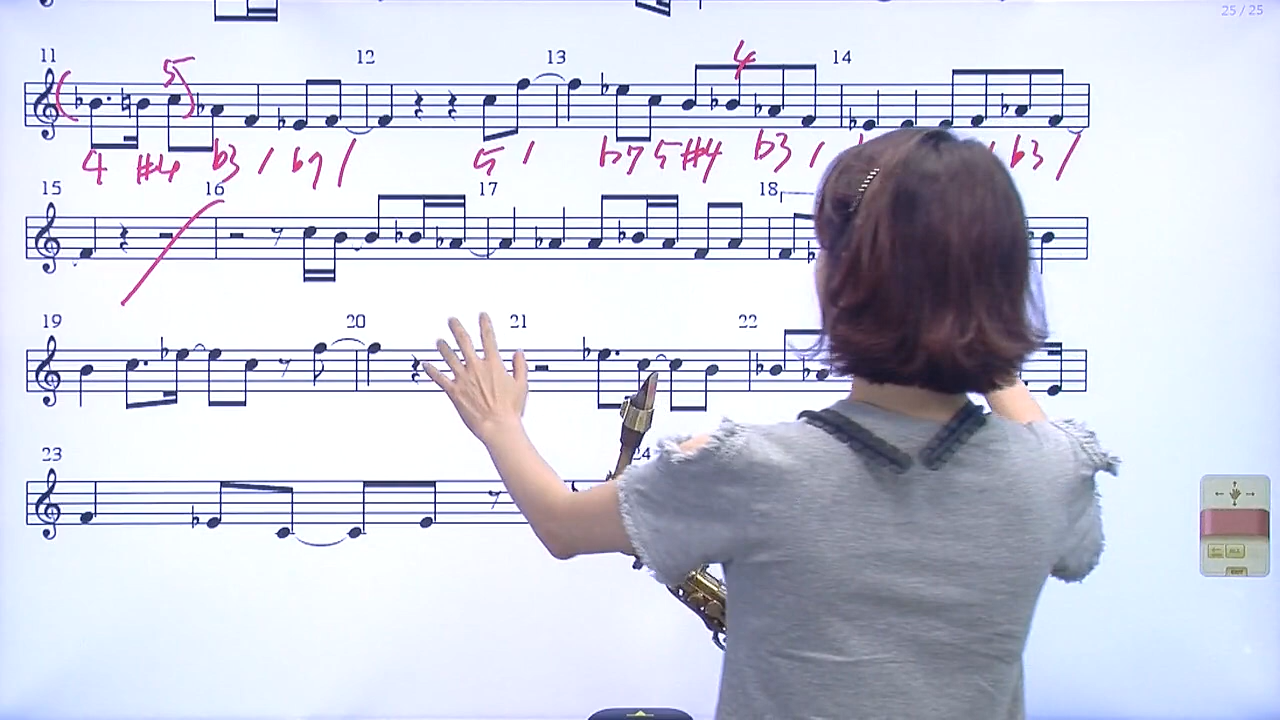 25 / 25
11 12 13 14
5 4
4 #4 b3 1 b7 1 5 1 b7 5 #4 b3 1 b3 1
15 16 17 18
19 20 21 22
23 24